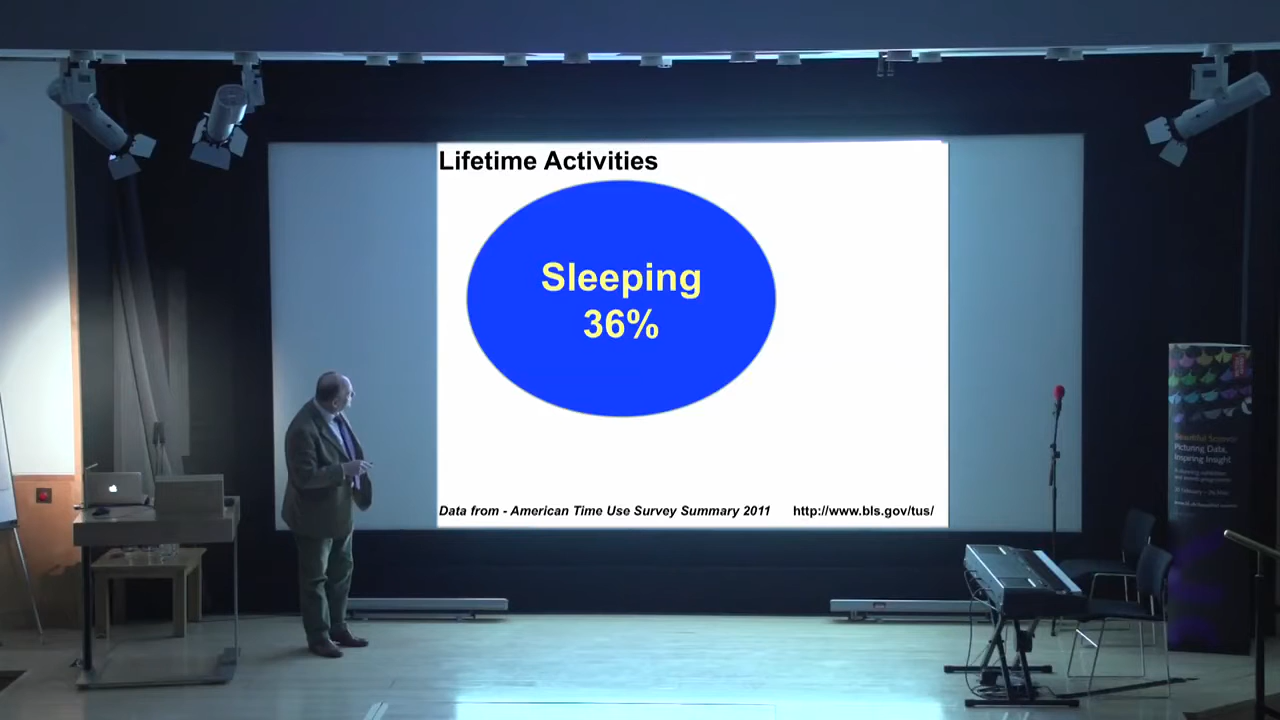 Lifetime Activities
Sleeping
36%
Data from - American Time Use Survey Summary 2011 http://www.bls.gov/tus/
Beautiful Science
Picturing Data,
Inspiring Insight